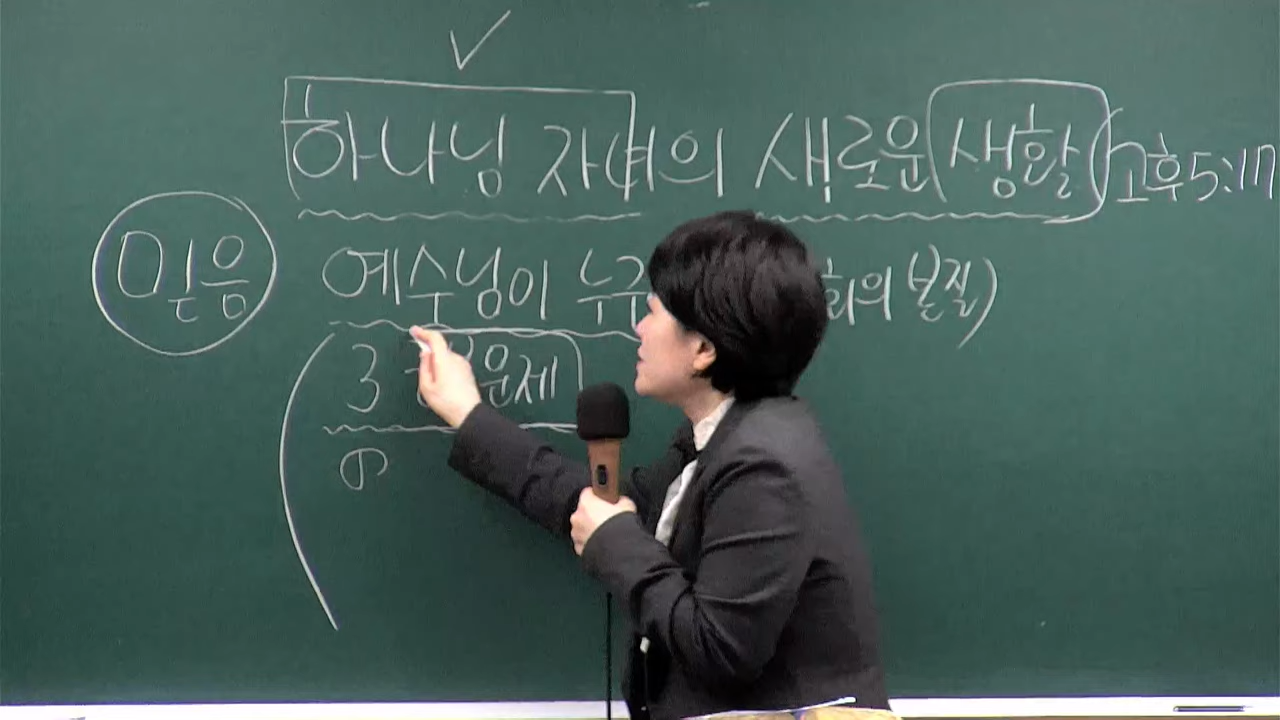 하나님 자녀의 새로운 생활 (고후5:17
믿음 예수님이 누구 본질)
3 문제